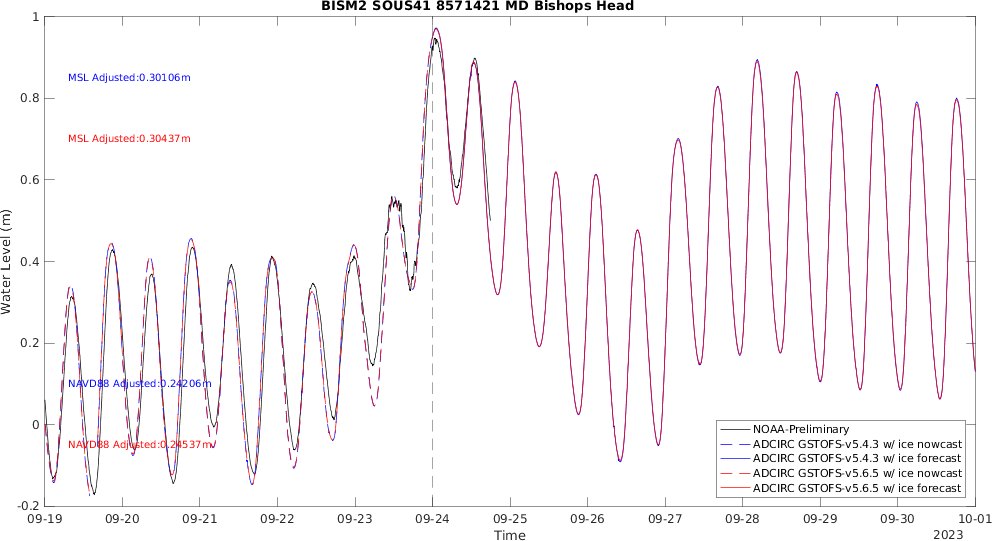 BISM2 SOUS41 8571421 MD Bishops Head
1
0.8
0.6
0.4
0.2
0
-0.2
Water Level (m)
MSL Adjusted:0.30106m
MSL Adjusted:0.30437m
NAVD88 Adjusted:0.24206m
NAVD88 Adjusted:0.24537m
NOAA-Preliminary
ADCIRC GSTOFS-v5.4.3 w/ ice nowcast
ADCIRC GSTOFS-v5.4.3 w/ ice forecast
ADCIRC GSTOFS-v5.6.5 w/ ice nowcast
ADCIRC GSTOFS-v5.6.5 w/ ice forecast
09-19 09-20 09-21 09-22 09-23 09-24 09-25 09-26 09-27 09-28 09-29 09-30 10-01
Time
2023